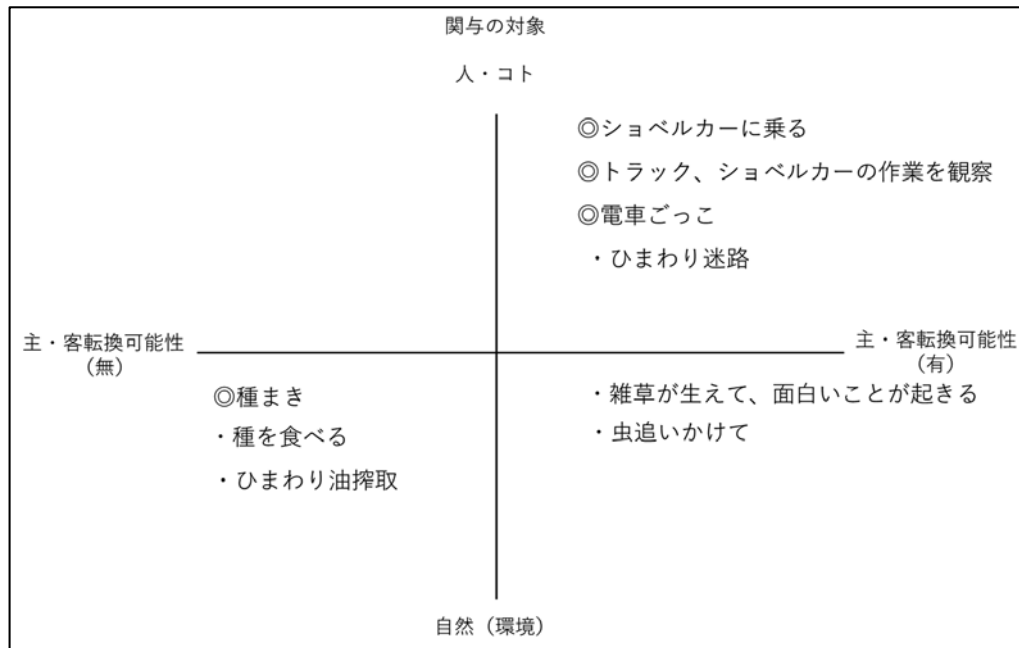 関与の対象
人・コト
◎ショベルカーに乗る
◎トラック、ショベルカーの作業を観察
◎電車ごっこ
・ひまわり迷路
主・客転換可能性
(無)
主・客転換可能性
(有)
◎種まき
・種を食べる
・ひまわり油搾取
・雑草が生えて、面白いことが起きる
・虫追いかけて
自然（環境）